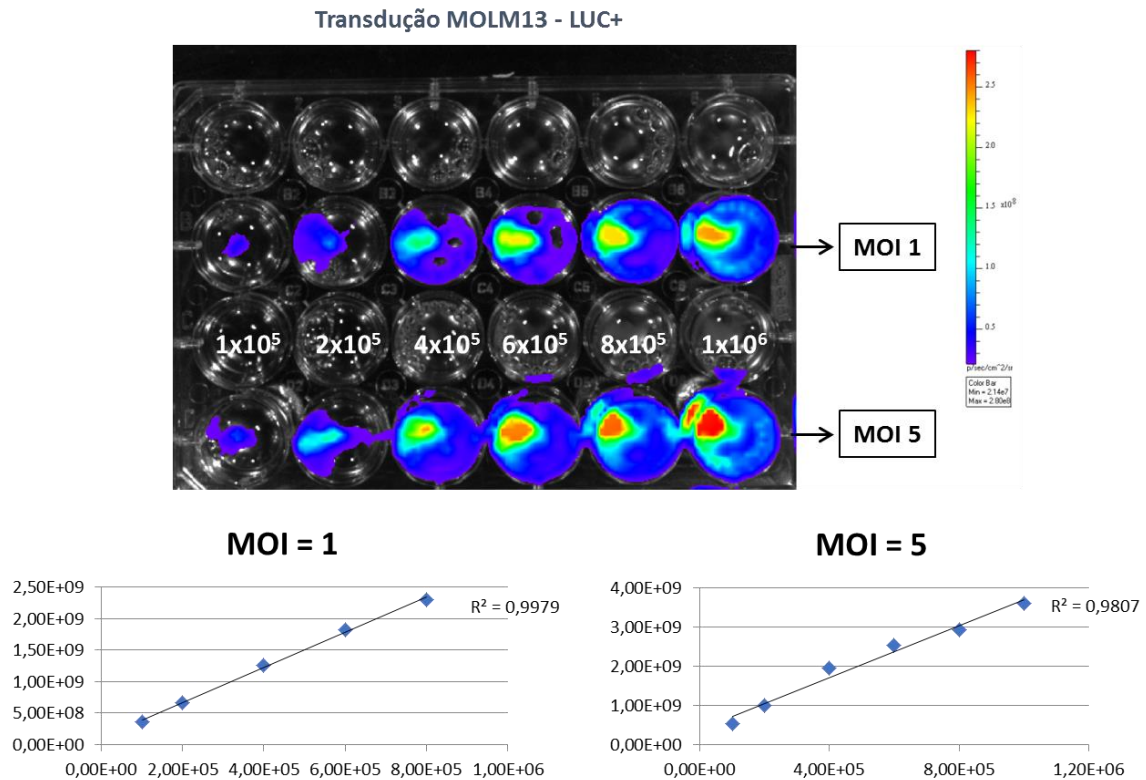 Transdução MOLM13 - LUC+
2.5
2.0
1.5 x10⁸
1.0
0.5
p/sec/cm^2/sr
Color Bar
Min = 2.14e7
Max = 2.80e8
MOI 1
1x10⁵ 2x10⁵ 4x10⁵ 6x10⁵ 8x10⁵ 1x10⁶
MOI 5
MOI = 1
2,50E+09
2,00E+09
1,50E+09
1,00E+09
5,00E+08
0,00E+00
R² = 0,9979
0,00E+00 2,00E+05 4,00E+05 6,00E+05 8,00E+05 1,00E+06
MOI = 5
4,00E+09
3,00E+09
2,00E+09
1,00E+09
0,00E+00
R² = 0,9807
0,00E+00 4,00E+05 8,00E+05 1,20E+06